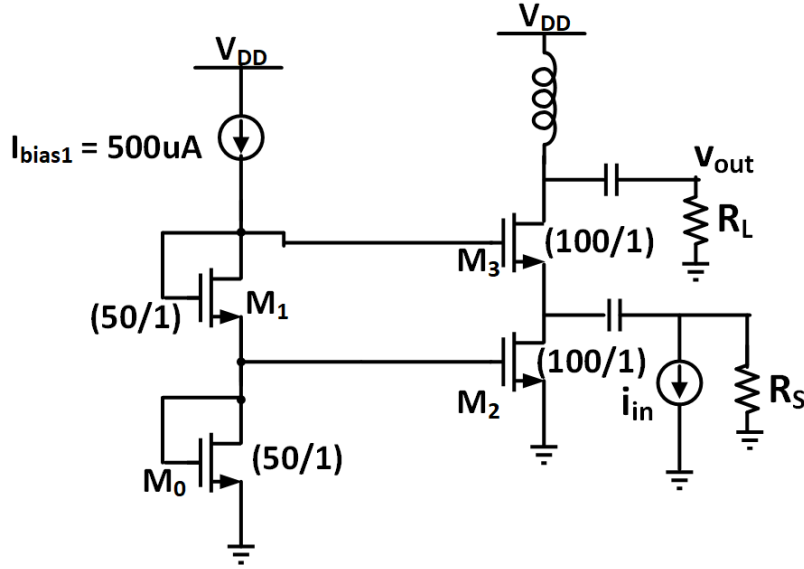 V_DD
V_DD
I_bias1 = 500uA
v_out
R_L
M_3
(100/1)
(50/1)
M_1
(100/1)
M_2
i_in
R_S
M_0
(50/1)